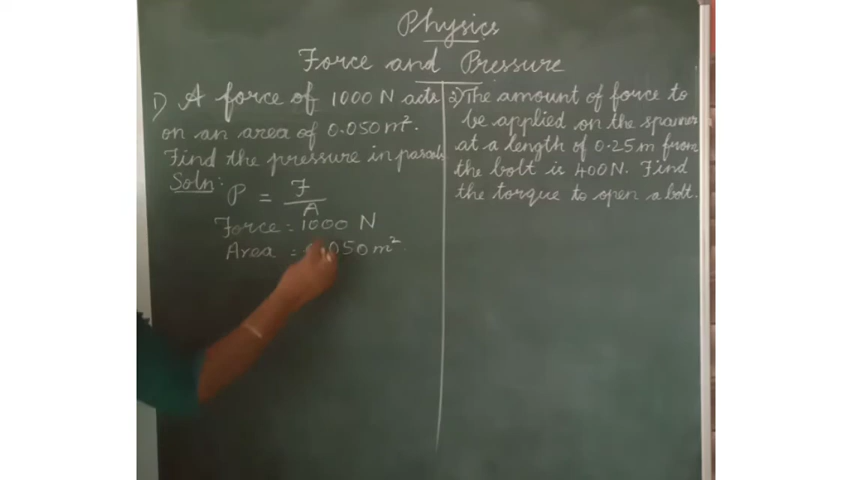 Physics
Force and Pressure
1) A force of 1000 N acts
on an area of 0.050 m².
Find the pressure in pascal
Soln:
P = F
A
Force = 1000 N
Area = 0.050 m².
2) The amount of force to
be applied on the spanner
at a length of 0.25 m from
the bolt is 400N. Find
the torque to open a bolt.